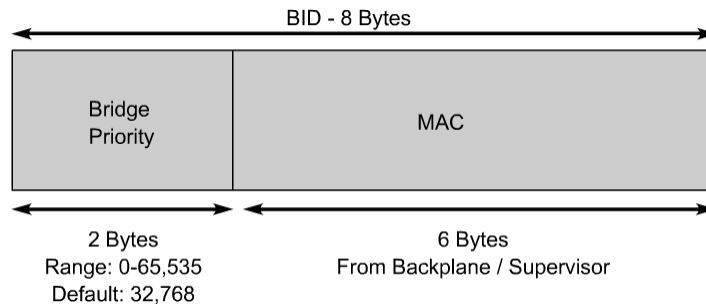 BID - 8 Bytes
Bridge
Priority
MAC
2 Bytes
Range: 0-65,535
Default: 32,768
6 Bytes
From Backplane / Supervisor